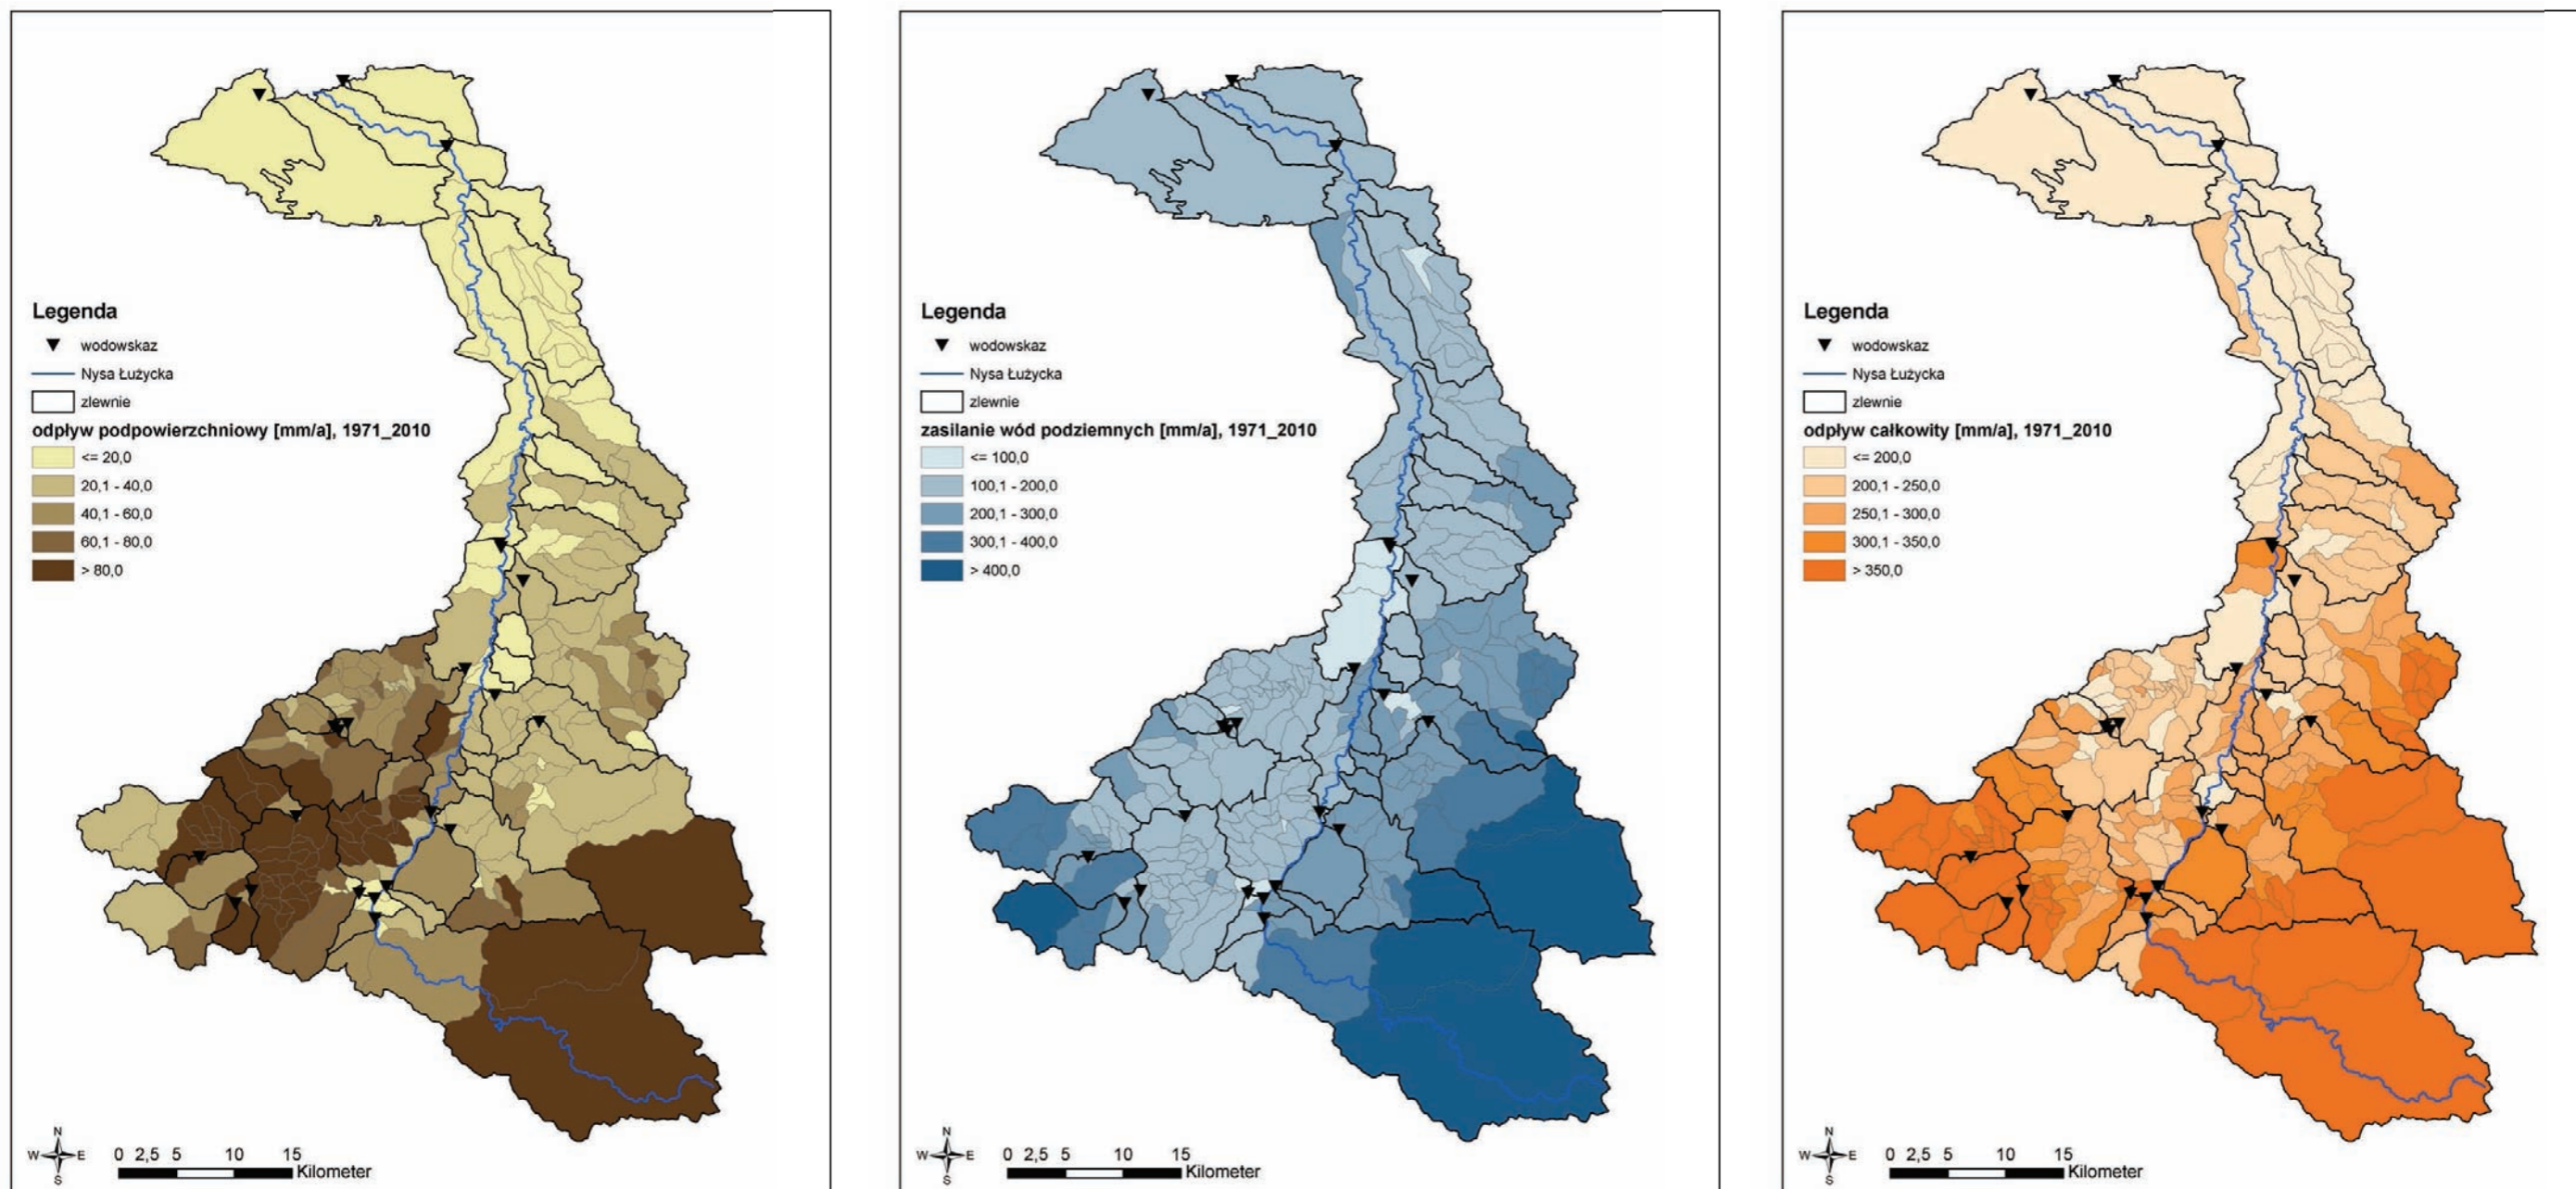 Legenda
wodowskaz
Nysa Łużycka
zlewnie
odpływ podpowierzchniowy [mm/a], 1971_2010
<= 20,0
20,1 - 40,0
40,1 - 60,0
60,1 - 80,0
> 80,0
N
W E
S
0 2,5 5 10 15
Kilometer
Legenda
wodowskaz
Nysa Łużycka
zlewnie
zasilanie wód podziemnych [mm/a], 1971_2010
<= 100,0
100,1 - 200,0
200,1 - 300,0
300,1 - 400,0
> 400,0
N
W E
S
0 2,5 5 10 15
Kilometer
Legenda
wodowskaz
Nysa Łużycka
zlewnie
odpływ całkowity [mm/a], 1971_2010
<= 200,0
200,1 - 250,0
250,1 - 300,0
300,1 - 350,0
> 350,0
N
W E
S
0 2,5 5 10 15
Kilometer